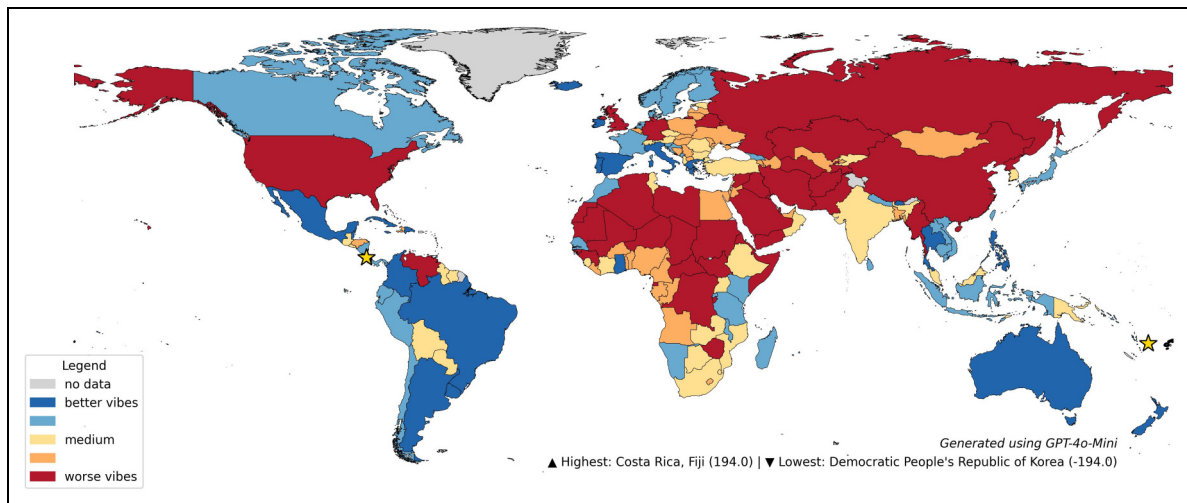 Legend
no data
better vibes
medium
worse vibes
Generated using GPT-4o-Mini
▲ Highest: Costa Rica, Fiji (194.0) | ▼ Lowest: Democratic People's Republic of Korea (-194.0)